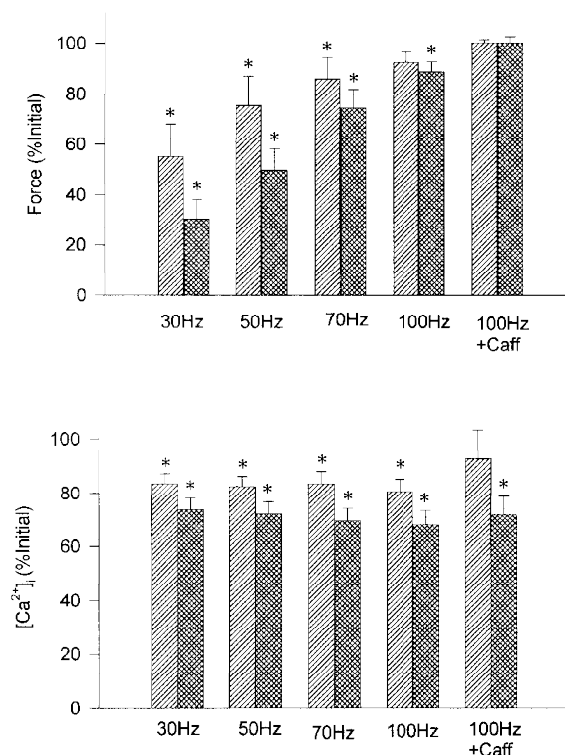 100
80
60
40
20
0
Force (%Initial)
* * * * * * *
30Hz 50Hz 70Hz 100Hz 100Hz
+Caff
100
80
60
40
20
0
[Ca²⁺]ᵢ (%Initial)
* * * * * * * * *
30Hz 50Hz 70Hz 100Hz 100Hz
+Caff